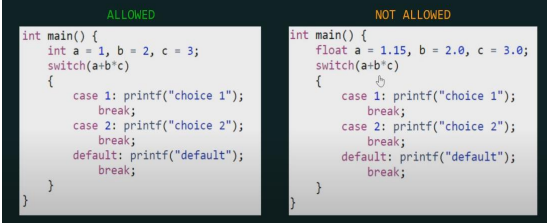 ALLOWED
int main() {
    int a = 1, b = 2, c = 3;
    switch(a+b*c)
    {
        case 1: printf("choice 1");
            break;
        case 2: printf("choice 2");
            break;
        default: printf("default");
            break;
    }
}
NOT ALLOWED
int main() {
    float a = 1.15, b = 2.0, c = 3.0;
    switch(a+b*c)
    {
        case 1: printf("choice 1");
            break;
        case 2: printf("choice 2");
            break;
        default: printf("default");
            break;
    }
}